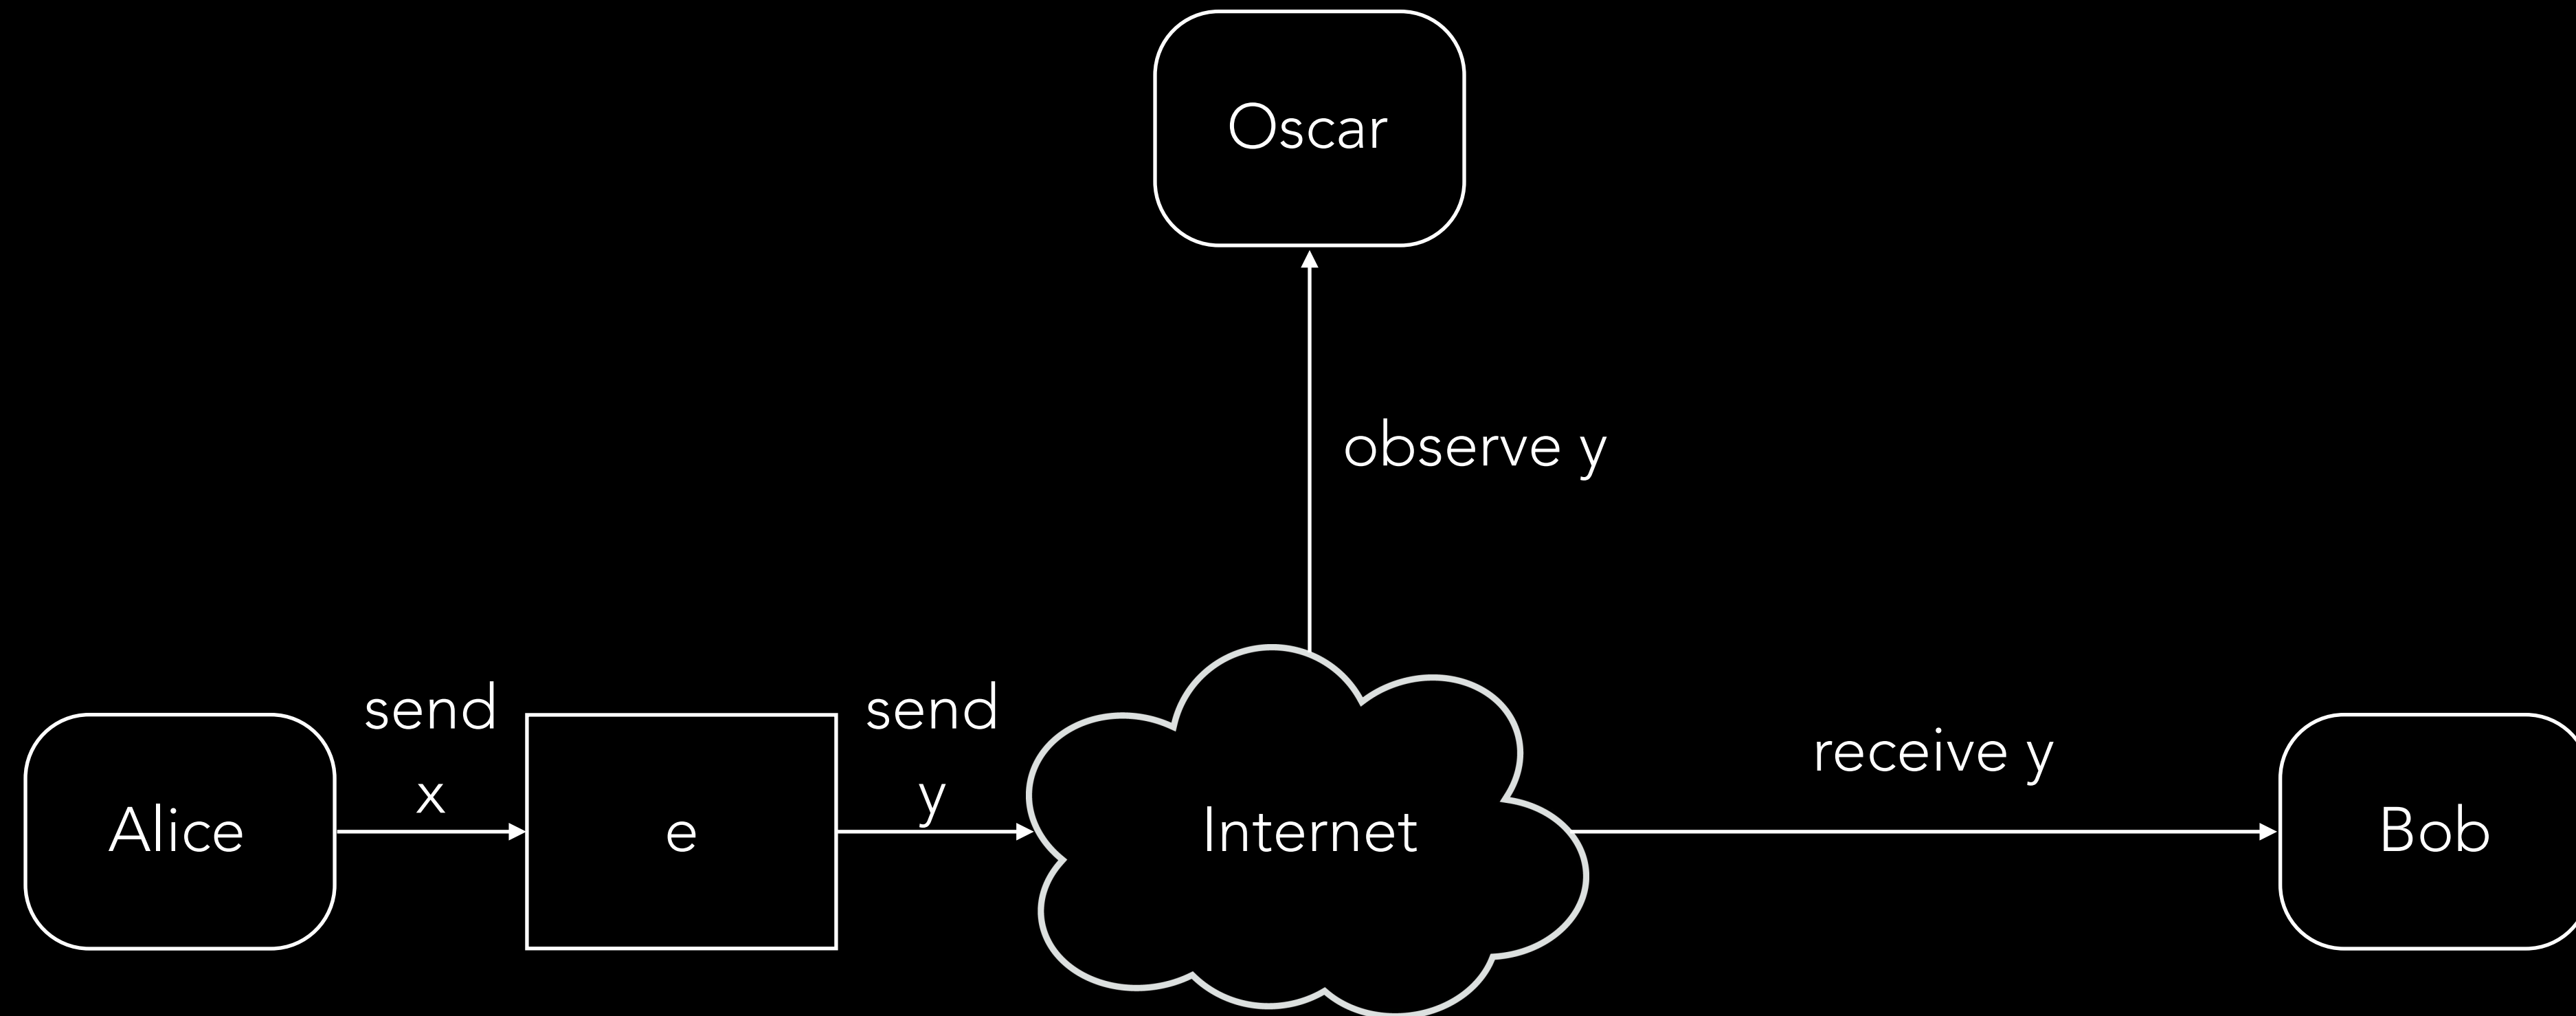 Oscar
observe y
send
x
send
y
receive y
Alice
e
Internet
Bob